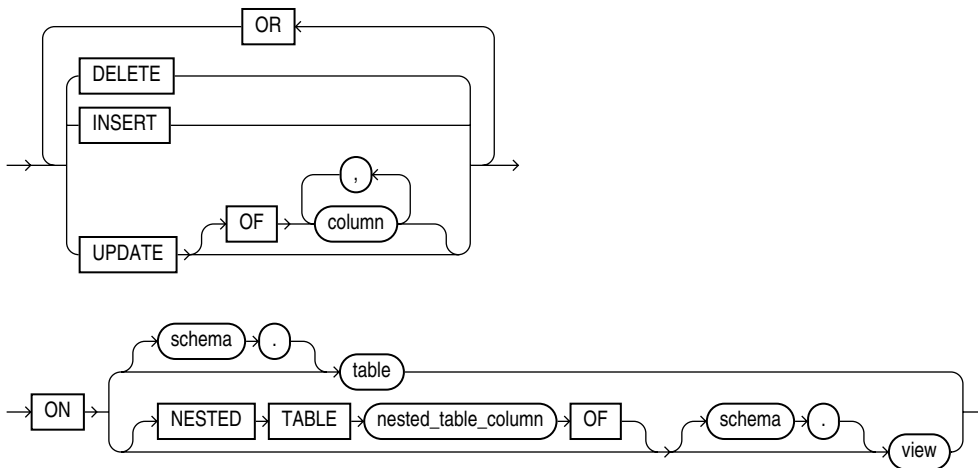 OR
DELETE
INSERT
,
OF column
UPDATE
schema .
ON table
NESTED TABLE nested_table_column OF schema .
view